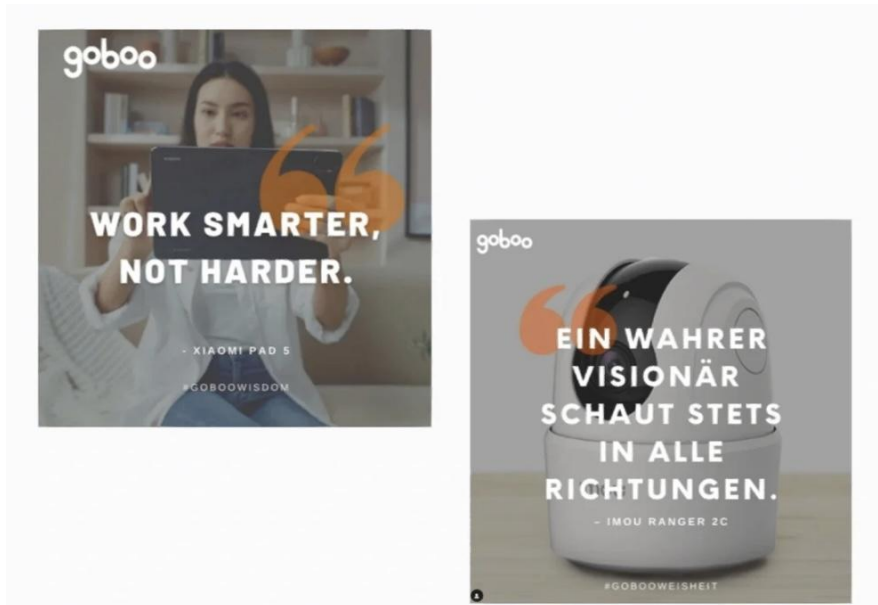 goboo
WORK SMARTER,
NOT HARDER.
- XIAOMI PAD 5
#GOBOOWISDOM
goboo
EIN WAHRER
VISIONÄR
SCHAUT STETS
IN ALLE
RICHTUNGEN.
– IMOU RANGER 2C
#GOBOOWEISHEIT